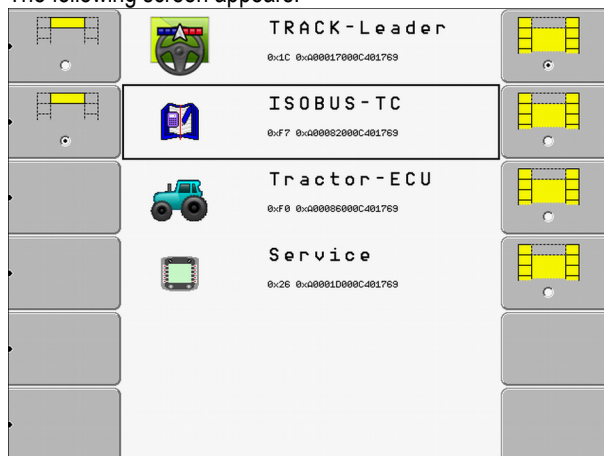 The following screen appears:
TRACK-Leader
0x1C 0xA00017000C401769
ISOBUS-TC
0xF7 0xA00082000C401769
Tractor-ECU
0xF0 0xA00086000C401769
Service
0x26 0xA0001D000C401769